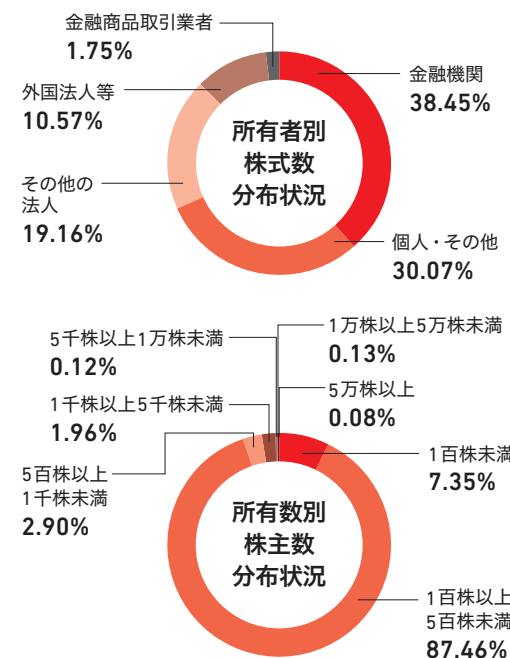 金融商品取引業者
1.75%
外国法人等
10.57%
その他の
法人
19.16%
所有者別
株式数
分布状況
金融機関
38.45%
個人・その他
30.07%
5千株以上1万株未満
0.12%
1千株以上5千株未満
1.96%
5百株以上
1千株未満
2.90%
1万株以上5万株未満
0.13%
5万株以上
0.08%
1百株未満
7.35%
所有数別
株主数
分布状況
1百株以上
5百株未満
87.46%